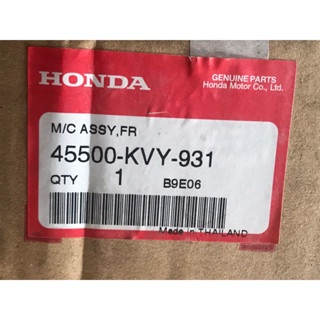 HONDA
GENUINE PARTS
Honda Motor Co., Ltd.
M/C ASSY,FR
45500-KVY-931
QTY 1 B9E06
Made in THAILAND